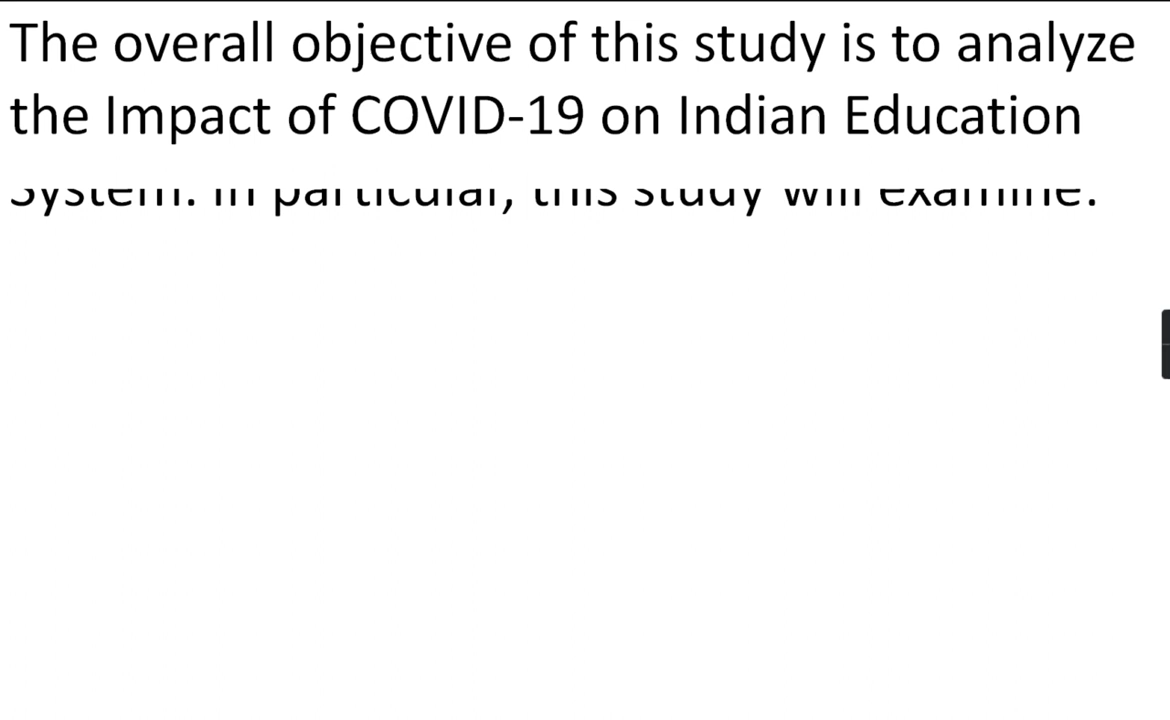 The overall objective of this study is to analyze
the Impact of COVID-19 on Indian Education
System. In particular, this study will examine: